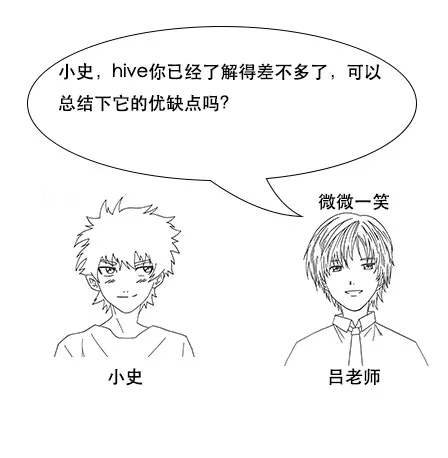 小史，hive你已经了解得差不多了，可以
总结下它的优缺点吗？
微微一笑
小史
吕老师